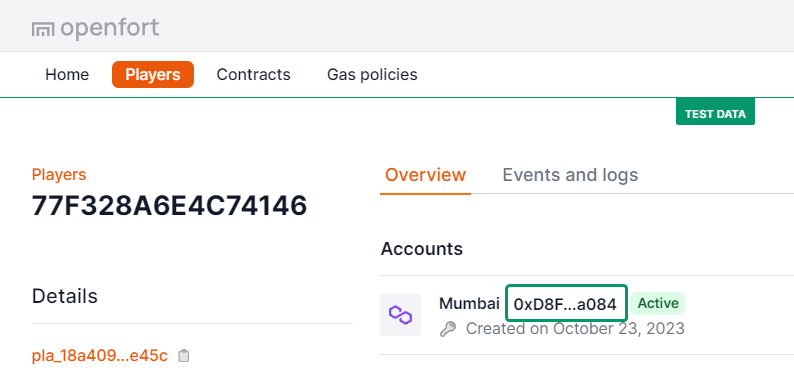 openfort
Home Players Contracts Gas policies
TEST DATA
Players
77F328A6E4C74146
Overview Events and logs
Accounts
Details
Mumbai 0xD8F...a084 Active
Created on October 23, 2023
pla_18a409...e45c